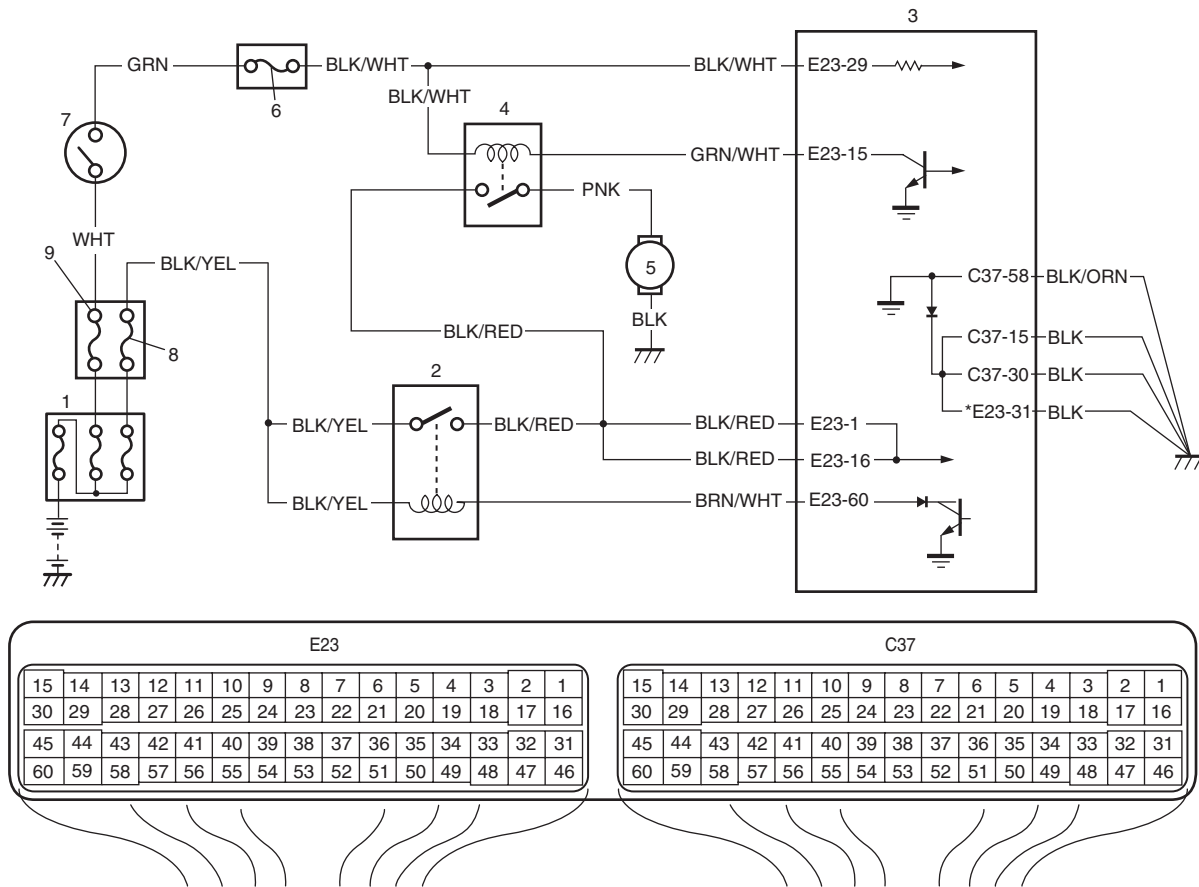 3
GRN BLK/WHT BLK/WHT E23-29
6
BLK/WHT 4
7
GRN/WHT E23-15
PNK
WHT
9 BLK/YEL
5
C37-58 BLK/ORN
BLK
BLK/RED
8
C37-15 BLK
2
C37-30 BLK
1
*E23-31 BLK
BLK/YEL BLK/RED BLK/RED E23-1
BLK/RED E23-16
BLK/YEL BRN/WHT E23-60
E23 C37
15 14 13 12 11 10 9 8 7 6 5 4 3 2 1 15 14 13 12 11 10 9 8 7 6 5 4 3 2 1
30 29 28 27 26 25 24 23 22 21 20 19 18 17 16 30 29 28 27 26 25 24 23 22 21 20 19 18 17 16
45 44 43 42 41 40 39 38 37 36 35 34 33 32 31 45 44 43 42 41 40 39 38 37 36 35 34 33 32 31
60 59 58 57 56 55 54 53 52 51 50 49 48 47 46 60 59 58 57 56 55 54 53 52 51 50 49 48 47 46